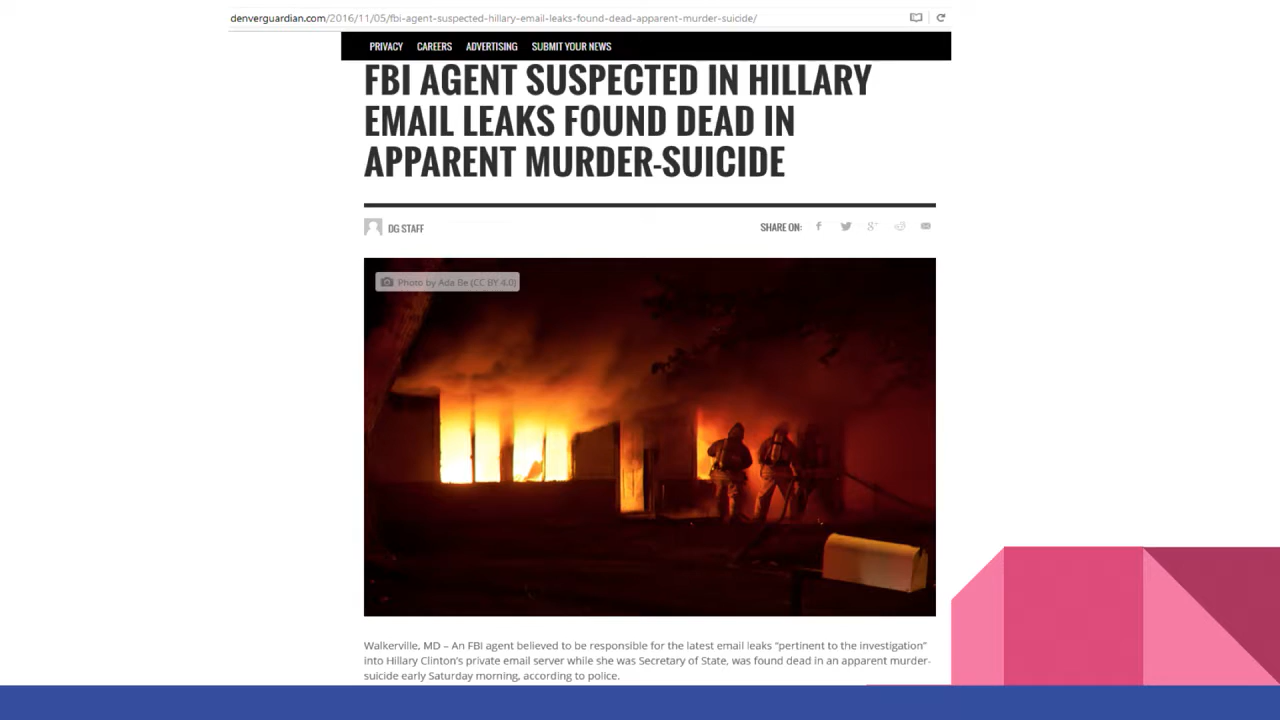 denverguardian.com/2016/11/05/fbi-agent-suspected-hillary-email-leaks-found-dead-apparent-murder-suicide/
PRIVACY CAREERS ADVERTISING SUBMIT YOUR NEWS
FBI AGENT SUSPECTED IN HILLARY
EMAIL LEAKS FOUND DEAD IN
APPARENT MURDER-SUICIDE
DG STAFF
SHARE ON:
Photo by Ada Be (CC BY 4.0)
Walkerville, MD – An FBI agent believed to be responsible for the latest email leaks “pertinent to the investigation”
into Hillary Clinton’s private email server while she was Secretary of State, was found dead in an apparent murder-
suicide early Saturday morning, according to police.